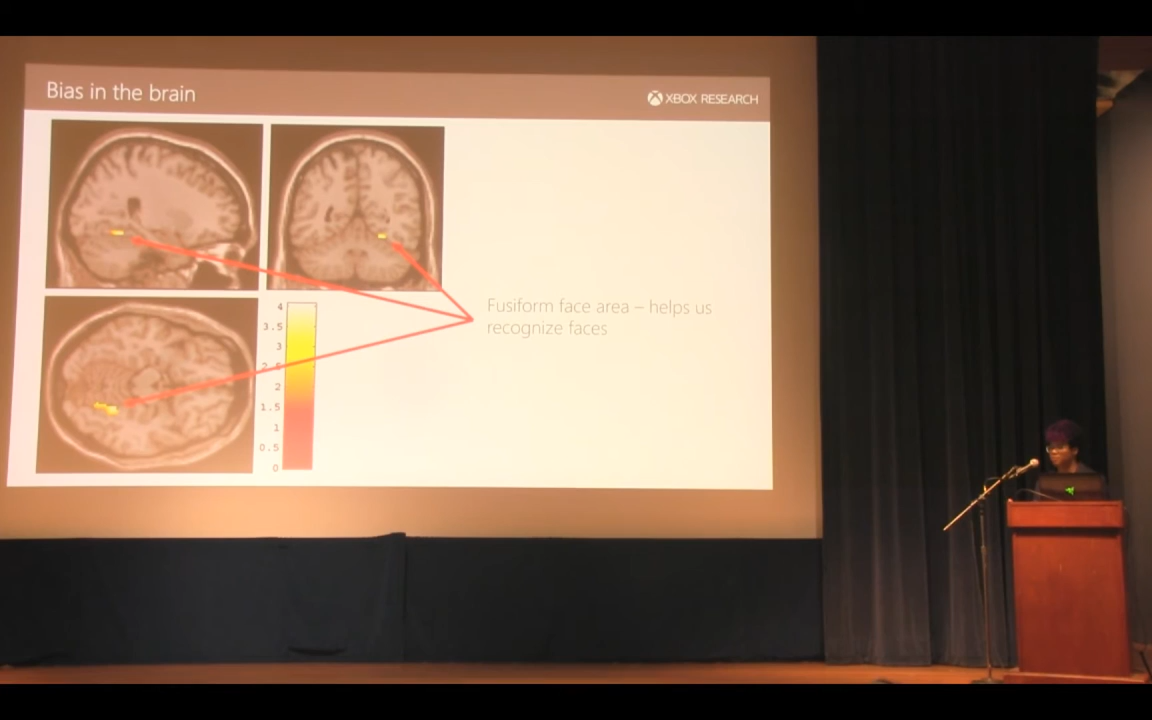 Bias in the brain
XBOX RESEARCH
4
3.5
3
2.5
2
1.5
1
0.5
0
Fusiform face area – helps us
recognize faces